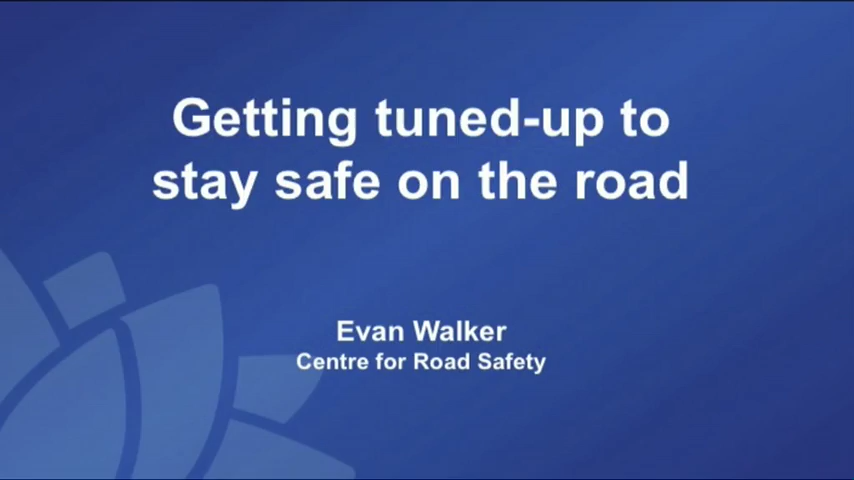 Getting tuned-up to
stay safe on the road
Evan Walker
Centre for Road Safety